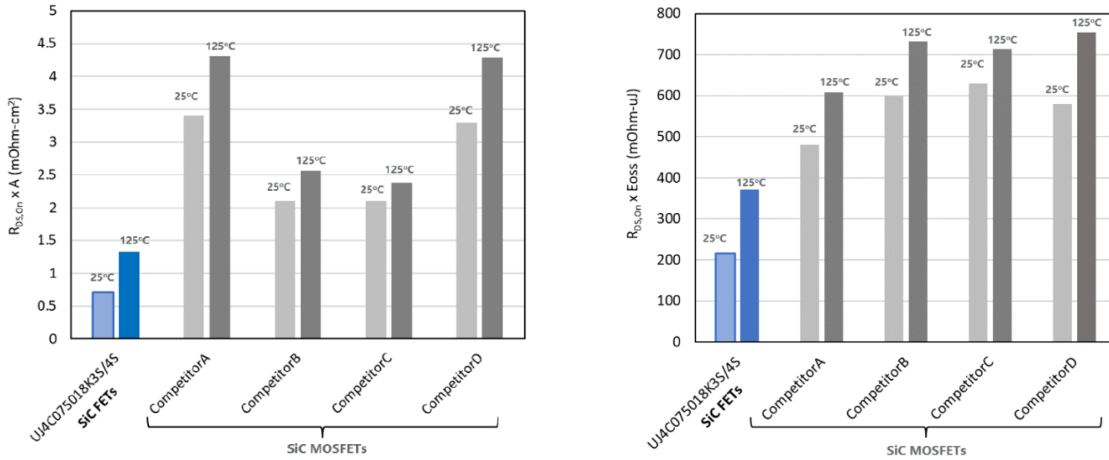 5
4.5
4
3.5
3
2.5
2
1.5
1
0.5
0
R_DS,On x A (mOhm-cm²)
25°C
125°C
25°C
125°C
25°C
125°C
25°C
125°C
25°C
125°C
UJ4C075018K3S/4S
SiC FETs
CompetitorA
CompetitorB
CompetitorC
CompetitorD
SiC MOSFETs
800
700
600
500
400
300
200
100
0
R_DS,On x Eoss (mOhm-uJ)
25°C
125°C
25°C
125°C
25°C
125°C
25°C
125°C
25°C
125°C
UJ4C075018K3S/4S
SiC FETs
CompetitorA
CompetitorB
CompetitorC
CompetitorD
SiC MOSFETs